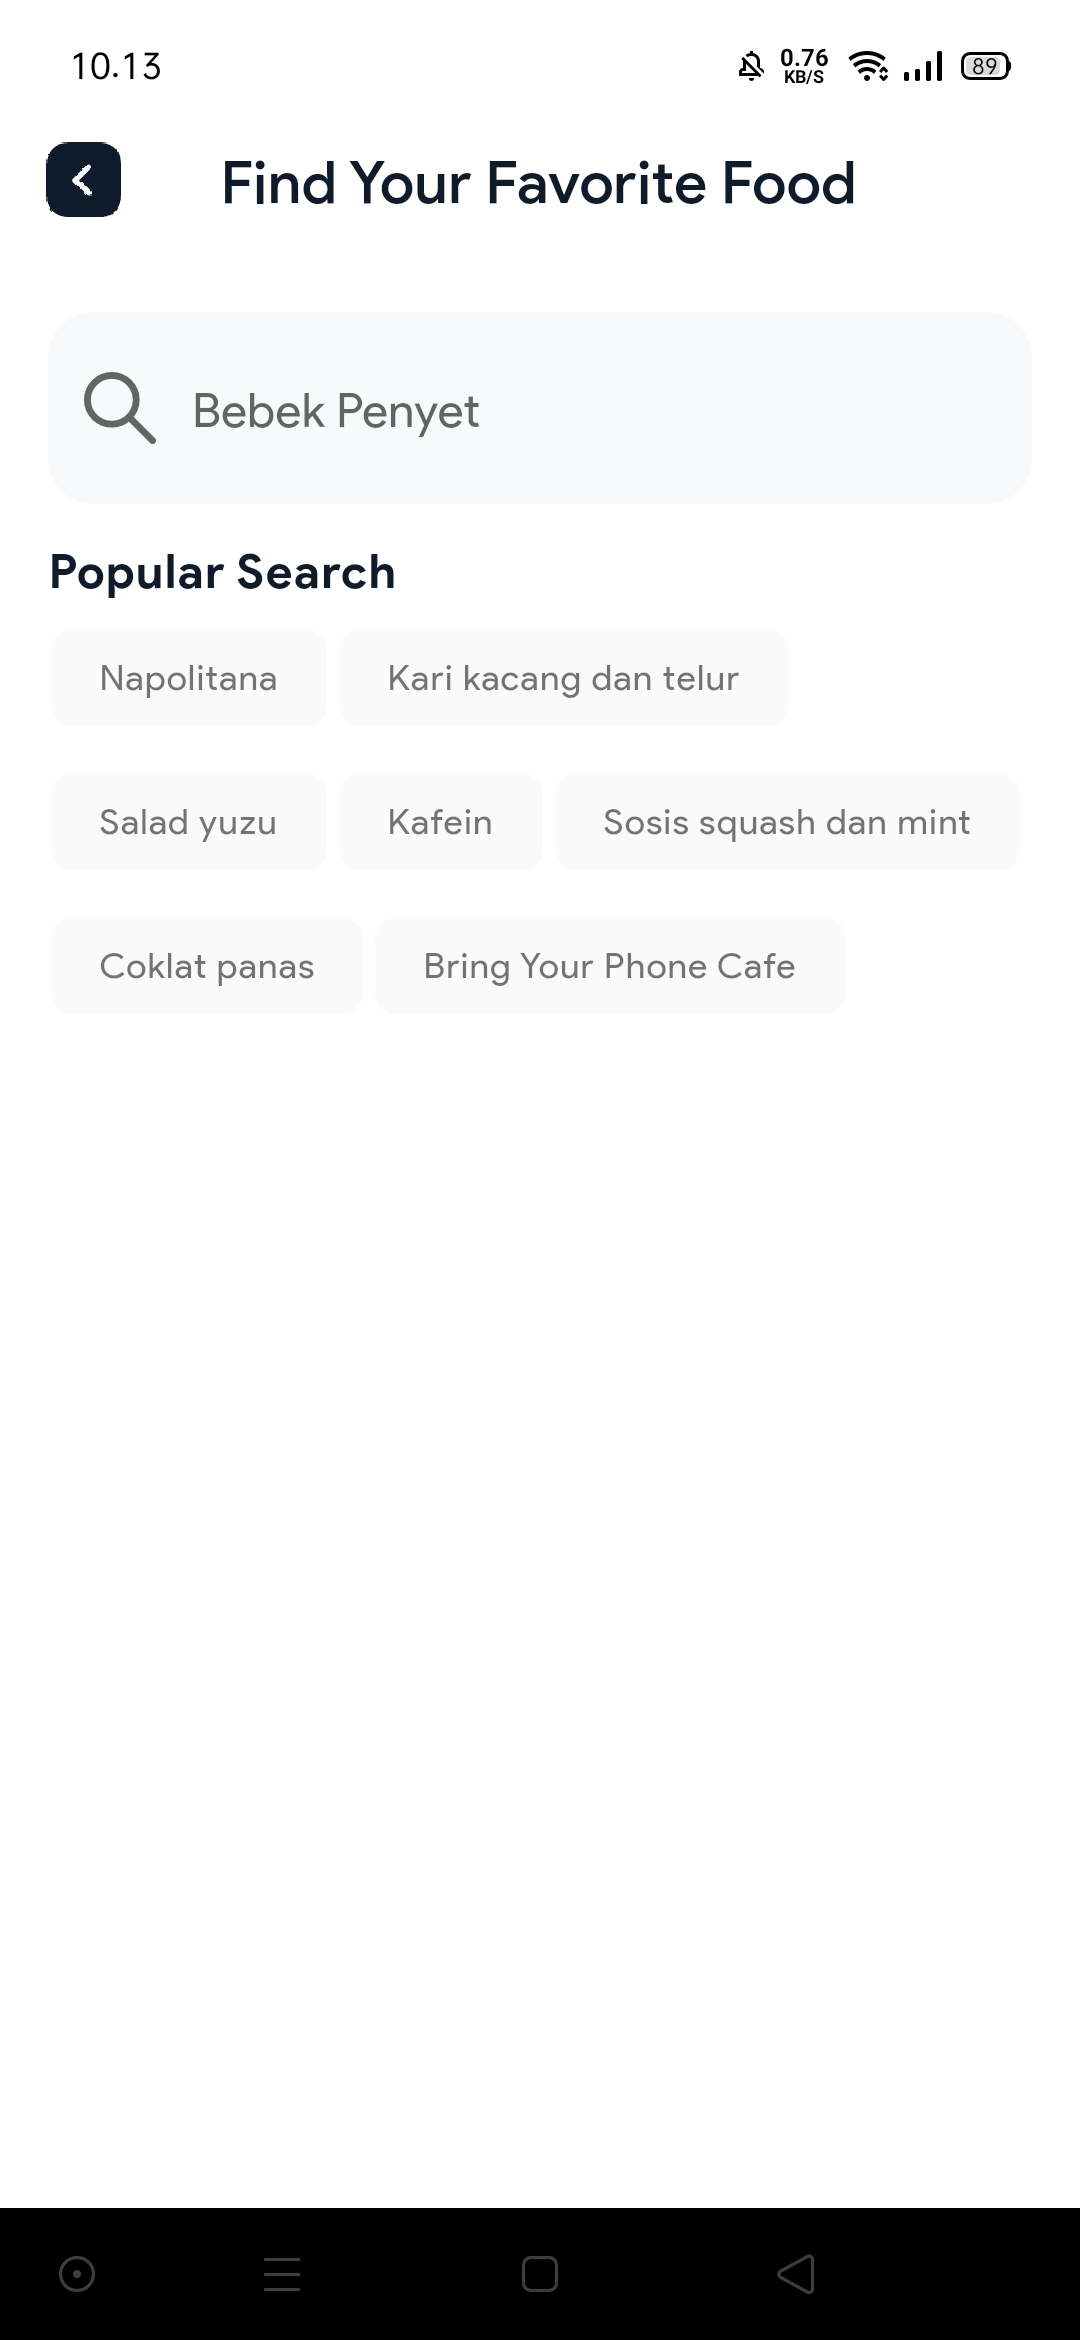 10.13
0.76
KB/S
89
Find Your Favorite Food
Bebek Penyet
Popular Search
Napolitana
Kari kacang dan telur
Salad yuzu
Kafein
Sosis squash dan mint
Coklat panas
Bring Your Phone Cafe